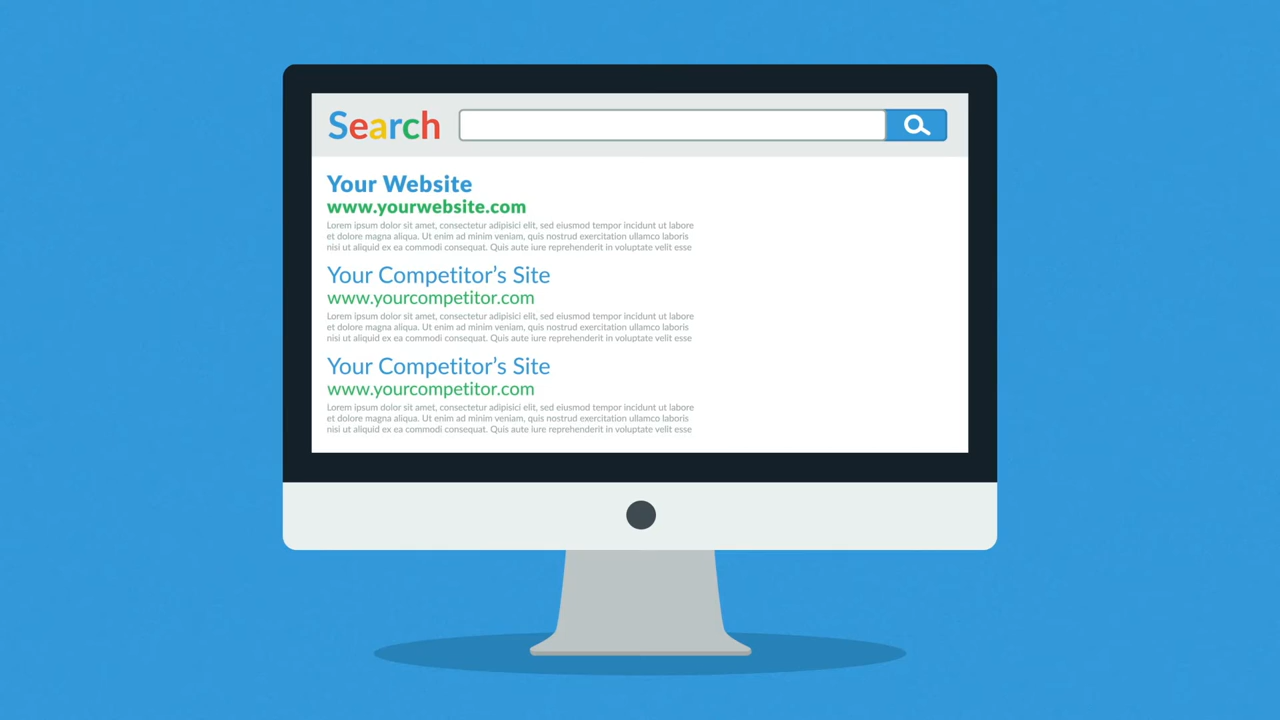 Search
Your Website
www.yourwebsite.com
Lorem ipsum dolor sit amet, consectetur adipisici elit, sed eiusmod tempor incidunt ut labore
et dolore magna aliqua. Ut enim ad minim veniam, quis nostrud exercitation ullamco laboris
nisi ut aliquid ex ea commodi consequat. Quis aute iure reprehenderit in voluptate velit esse
Your Competitor’s Site
www.yourcompetitor.com
Lorem ipsum dolor sit amet, consectetur adipisici elit, sed eiusmod tempor incidunt ut labore
et dolore magna aliqua. Ut enim ad minim veniam, quis nostrud exercitation ullamco laboris
nisi ut aliquid ex ea commodi consequat. Quis aute iure reprehenderit in voluptate velit esse
Your Competitor’s Site
www.yourcompetitor.com
Lorem ipsum dolor sit amet, consectetur adipisici elit, sed eiusmod tempor incidunt ut labore
et dolore magna aliqua. Ut enim ad minim veniam, quis nostrud exercitation ullamco laboris
nisi ut aliquid ex ea commodi consequat. Quis aute iure reprehenderit in voluptate velit esse